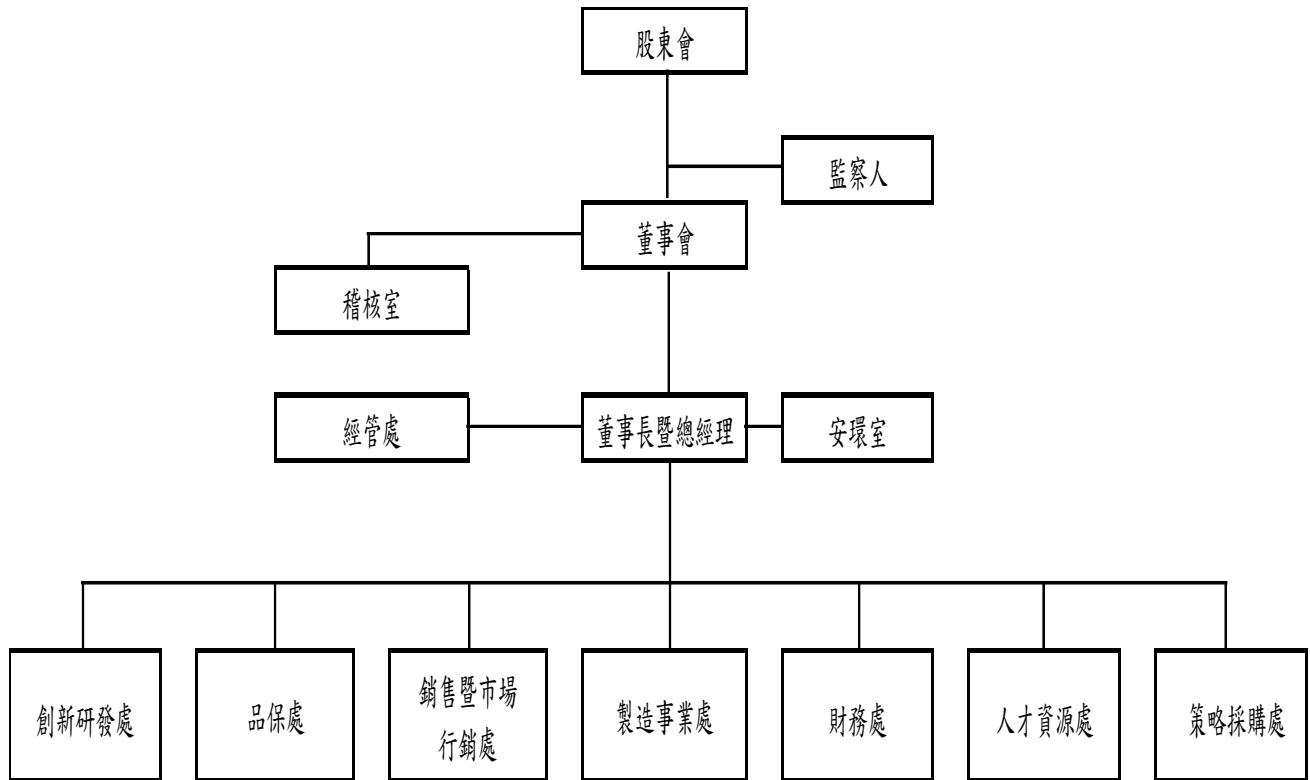 股東會
監察人
董事會
稽核室
經管處
董事長暨總經理
安環室
創新研發處
品保處
銷售暨市場
行銷處
製造事業處
財務處
人才資源處
策略採購處